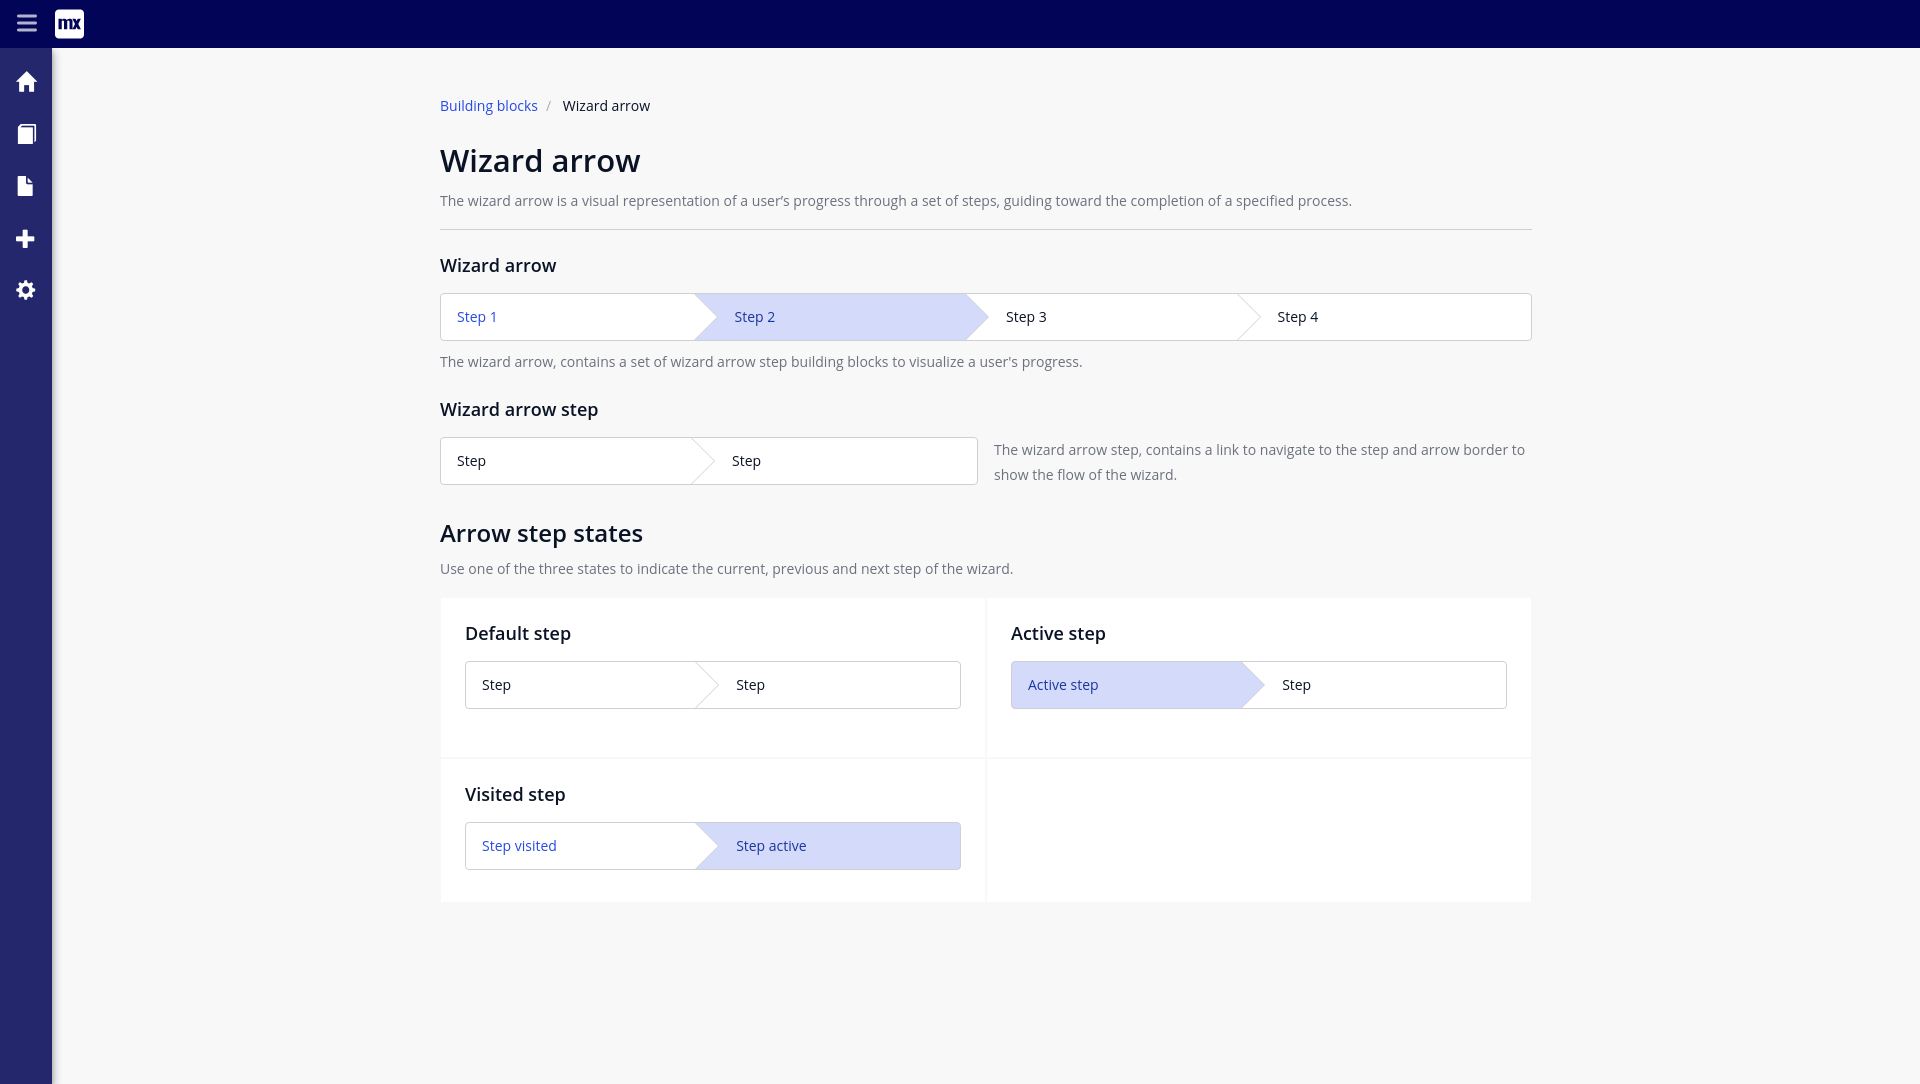 mx
Building blocks / Wizard arrow
Wizard arrow
The wizard arrow is a visual representation of a user’s progress through a set of steps, guiding toward the completion of a specified process.
Wizard arrow
Step 1 Step 2 Step 3 Step 4
The wizard arrow, contains a set of wizard arrow step building blocks to visualize a user's progress.
Wizard arrow step
Step Step
The wizard arrow step, contains a link to navigate to the step and arrow border to
show the flow of the wizard.
Arrow step states
Use one of the three states to indicate the current, previous and next step of the wizard.
Default step
Step Step
Active step
Active step Step
Visited step
Step visited Step active